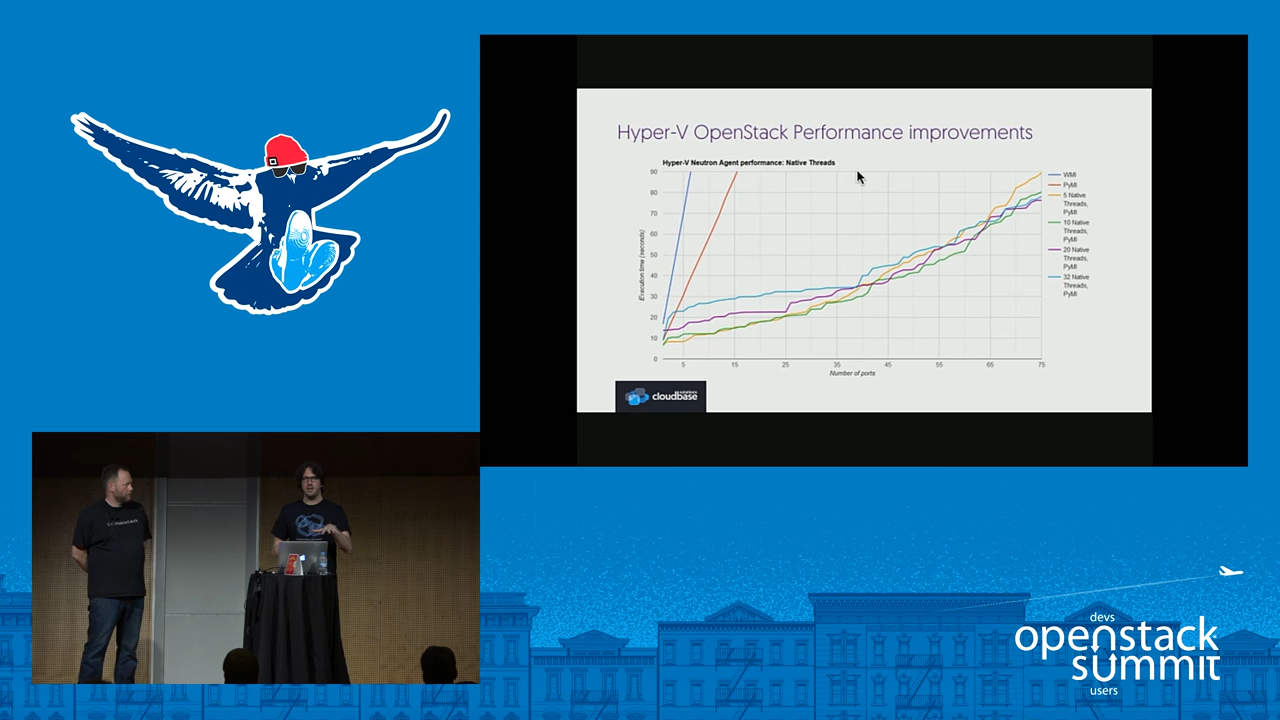 Hyper-V OpenStack Performance improvements
Hyper-V Neutron Agent performance: Native Threads
90
80
70
60
50
40
30
20
10
0
Execution time (seconds)
5
15
25
35
45
55
65
75
Number of ports
WMI
PyMI
5 Native
Threads,
PyMI
10 Native
Threads,
PyMI
20 Native
Threads,
PyMI
32 Native
Threads,
PyMI
cloudbase
solutions
openstack
devs
openstack
summit
users